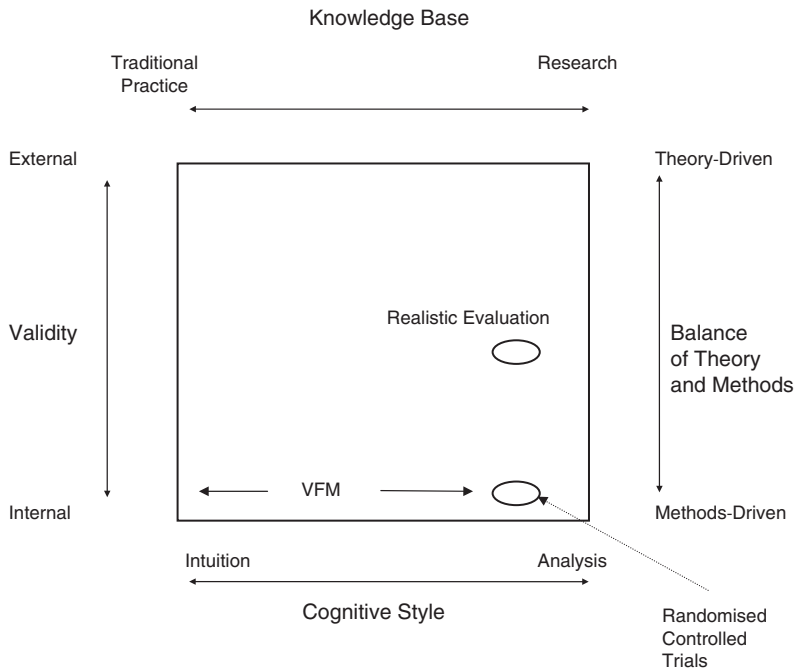 Knowledge Base
Traditional
Practice
Research
External
Theory-Driven
Realistic Evaluation
Validity
Balance
of Theory
and Methods
VFM
Internal
Methods-Driven
Intuition
Analysis
Cognitive Style
Randomised
Controlled
Trials